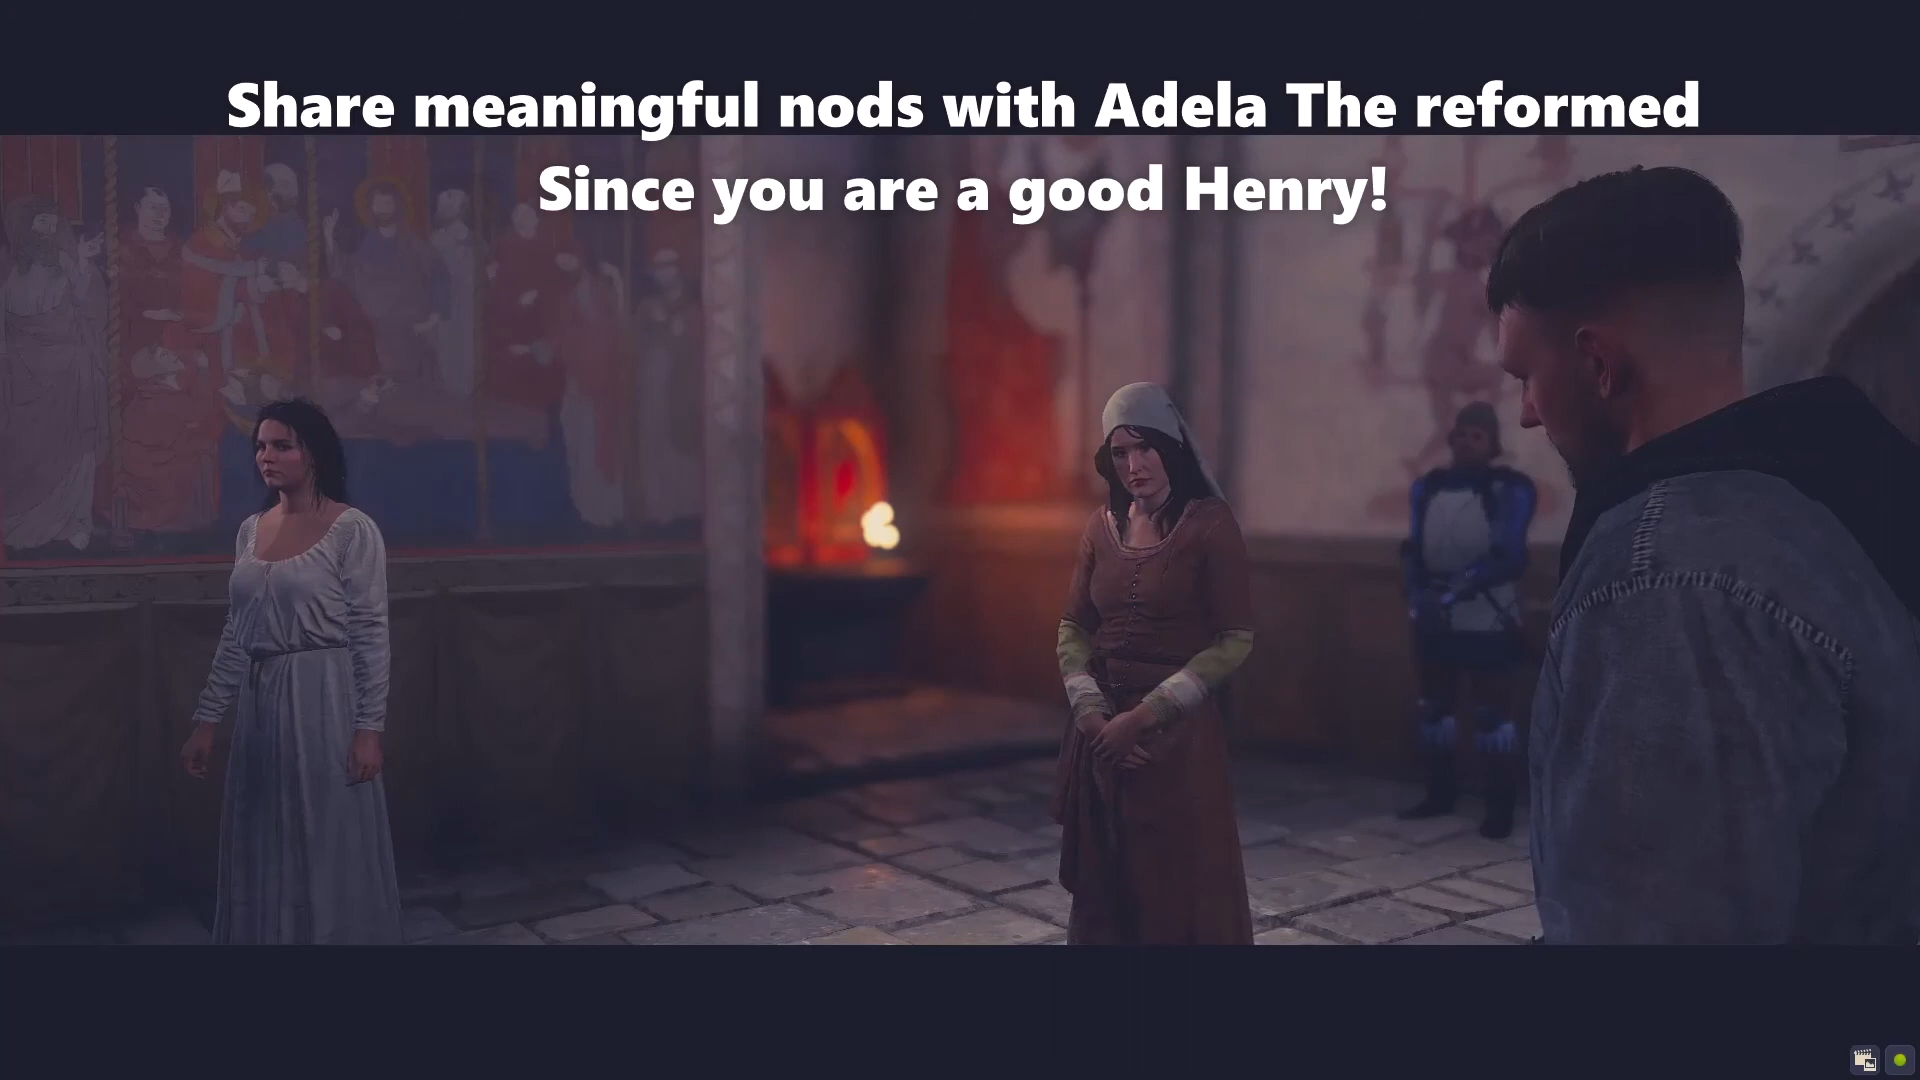 Share meaningful nods with Adela The reformed
Since you are a good Henry!